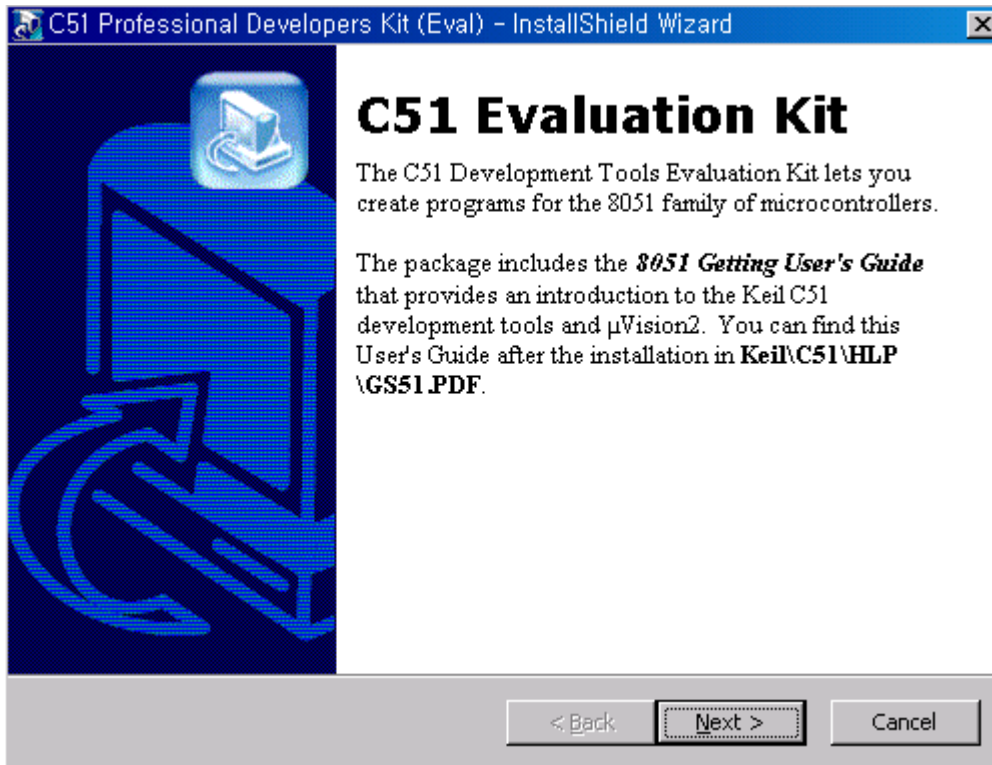 C51 Professional Developers Kit (Eval) - InstallShield Wizard
C51 Evaluation Kit
The C51 Development Tools Evaluation Kit lets you
create programs for the 8051 family of microcontrollers.
The package includes the 8051 Getting User's Guide
that provides an introduction to the Keil C51
development tools and µVision2. You can find this
User's Guide after the installation in Keil\C51\HLP
\GS51.PDF.
< Back
Next >
Cancel